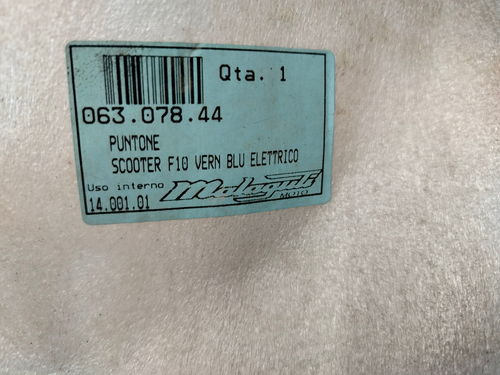 Qta. 1
063.078.44
PUNTONE
SCOOTER F10 VERN BLU ELETTRICO
Uso interno
14.001.01
Malaguti
MOTO